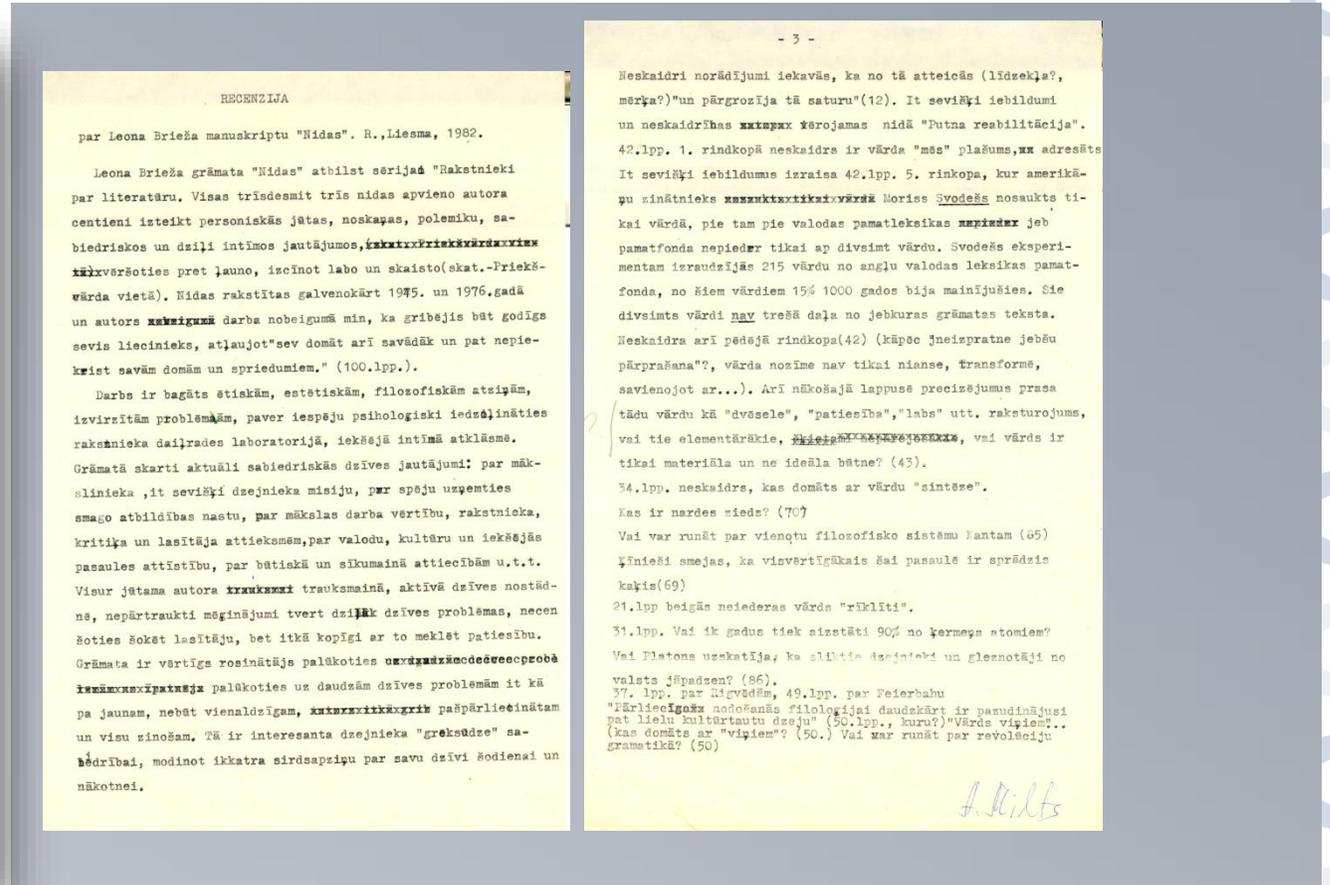 RECENZIJA
par Leona Brieža manuskriptu "Nidas". R.,Liesma, 1982.
Leona Brieža grāmata "Nidas" atbilst sērijai "Rakstnieki
par literatūru. Visas trīsdesmit trīs nidas apvieno autora
centieni izteikt personiskās jūtas, noskaņas, polemiku, sa-
biedriskos un dziļi intīmos jautājumos,
vēršoties pret ļauno, izcīnot labo un skaisto(skat.-Priekš-
vārda vietā). Nidas rakstītas galvenokārt 1975. un 1976.gadā
un autors darba nobeigumā min, ka gribējis būt godīgs
sevis liecinieks, atļaujot"sev domāt arī savādāk un pat nepie-
krist savām domām un spriedumiem." (100.lpp.).
Darbs ir bagāts ētiskām, estētiskām, filozofiskām atziņām,
izvirzītām problēmām, paver iespēju psiholoģiski iedziļināties
rakstnieka daiļrades laboratorijā, iekšējā intīmā atklāsmē.
Grāmatā skarti aktuāli sabiedriskās dzīves jautājumi: par māk-
slinieka ,it sevišķi dzejnieka misiju, par spēju uzņemties
smago atbildības nastu, par mākslas darba vērtību, rakstnieka,
kritiķa un lasītāja attieksmēm,par valodu, kultūru un iekšējās
pasaules attīstību, par būtiskā un sīkumainā attiecībām u.t.t.
Visur jūtama autora trauksmainā, aktīvā dzīves nostād-
nē, nepārtraukti mēģinājumi tvert dziļāk dzīves problēmas, necen
šoties šokēt lasītāju, bet itkā kopīgi ar to meklēt patiesību.
Grāmata ir vērtīgs rosinātājs palūkoties
palūkoties uz daudzām dzīves problēmām it kā
pa jaunam, nebūt vienaldzīgam, pašpārliecinātam
un visu zinošam. Tā ir interesanta dzejnieka "grēksūdze" sa-
biedrībai, modinot ikkatra sirdsapziņu par savu dzīvi šodienai un
nākotnei.
- 3 -
Neskaidri norādījumi iekavās, ka no tā atteicās (līdzekļa?,
mērķa?)"un pārgrozīja tā saturu"(12). It sevišķi iebildumi
un neskaidrības vērojamas nidā "Putna reabilitācija".
42.lpp. 1. rindkopā neskaidrs ir vārda "mēs" plašums, adresāts
It sevišķi iebildumus izraisa 42.lpp. 5. rinkopa, kur amerikā-
ņu zinātnieks Moriss Svodešs nosaukts ti-
kai vārdā, pie tam pie valodas pamatleksikas jeb
pamatfonda nepieder tikai ap divsimt vārdu. Svodešs eksperi-
mentam izraudzījās 215 vārdu no angļu valodas leksikas pamat-
fonda, no šiem vārdiem 15% 1000 gados bija mainījušies. Šie
divsimts vārdi nav trešā daļa no jebkuras grāmatas teksta.
Neskaidra arī pēdējā rindkopa(42) (kāpēc "neizpratne jebšu
pārprašana"?, vārda nozīme nav tikai nianse, transformē,
savienojot ar...). Arī nākošajā lappusē precizējumus prasa
tādu vārdu kā "dvēsele", "patiesība","labs" utt. raksturojums,
vai tie elementārākie, , vai vārds ir
tikai materiāla un ne ideāla būtne? (43).
34.lpp. neskaidrs, kas domāts ar vārdu "sintēze".
Kas ir nardes zieds? (70)
Vai var runāt par vienotu filozofisko sistēmu Kantam (65)
Ķīnieši smejas, ka visvērtīgākais šai pasaulē ir sprādzis
kaķis(69)
21.lpp beigās neiederas vārds "rīklīti".
31.lpp. Vai ik gadus tiek aizstāti 90% no ķermeņa atomiem?
Vai Platons uzskatīja, ka sliktie dzejnieki un gleznotāji no
valsts jāpadzen? (86).
37. lpp. par Rigvēdām, 49.lpp. par Feierbahu
"Pārliecīga nodošanās filoloģijai daudzkārt ir pazudinājusi
pat lielu kultūrtautu dzeju" (50.lpp., kuru?)"Vārds viņiem"..
(kas domāts ar "viņiem"? (50.) Vai var runāt par revolūciju
gramatikā? (50)
A. Milts